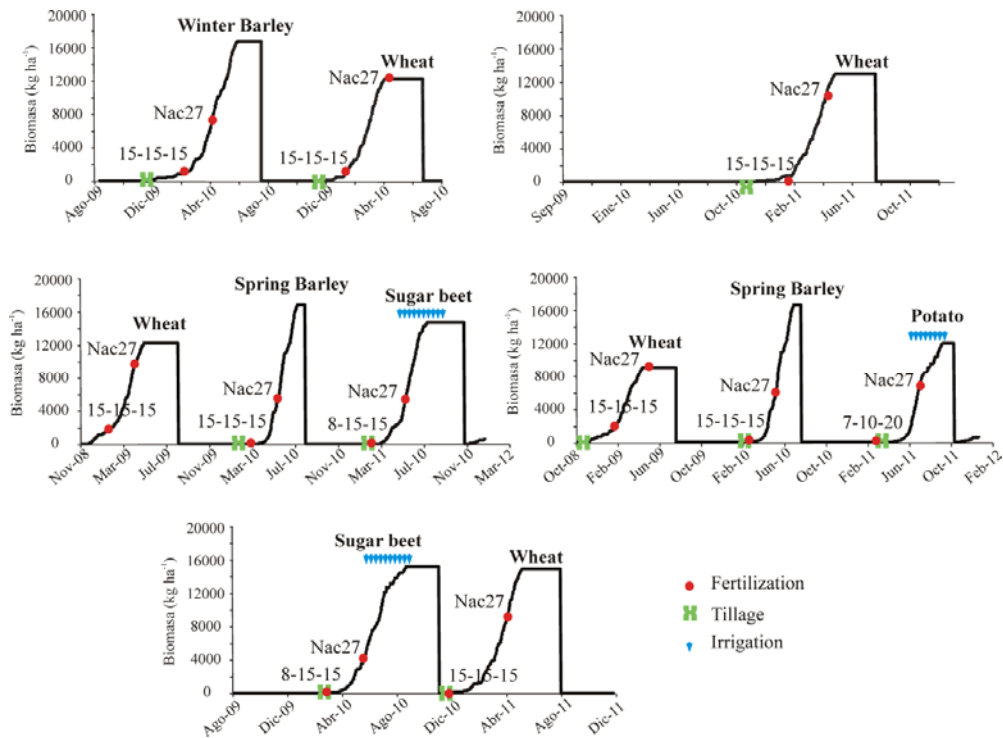 Biomasa (kg ha⁻¹)
20000
16000
12000
8000
4000
0
Winter Barley
Wheat
Nac27
Nac27
15-15-15
15-15-15
Ago-09
Dic-09
Abr-10
Ago-10
Dic-09
Abr-10
Ago-10
Biomasa (kg ha⁻¹)
20000
16000
12000
8000
4000
0
Wheat
Nac27
15-15-15
Sep-09
Enc-10
Jun-10
Oct-10
Feb-11
Jun-11
Oct-11
Biomasa (kg ha⁻¹)
20000
16000
12000
8000
4000
0
Wheat
Spring Barley
Sugar beet
Nac27
Nac27
Nac27
15-15-15
15-15-15
8-15-15
Nov-08
Mar-09
Jul-09
Nov-09
Mar-10
Jul-10
Nov-10
Mar-11
Jul-10
Nov-10
Mar-12
Biomasa (kg ha⁻¹)
20000
16000
12000
8000
4000
0
Wheat
Spring Barley
Potato
Nac27
Nac27
Nac27
15-15-15
15-15-15
7-10-20
Oct-08
Feb-09
Jun-09
Oct-09
Feb-10
Jun-10
Oct-10
Feb-11
Jun-11
Oct-11
Feb-12
Biomasa (kg ha⁻¹)
20000
16000
12000
8000
4000
0
Sugar beet
Wheat
Nac27
Nac27
8-15-15
15-15-15
Ago-09
Dic-09
Abr-10
Ago-10
Dic-10
Abr-11
Ago-11
Dic-11
Fertilization
Tillage
Irrigation